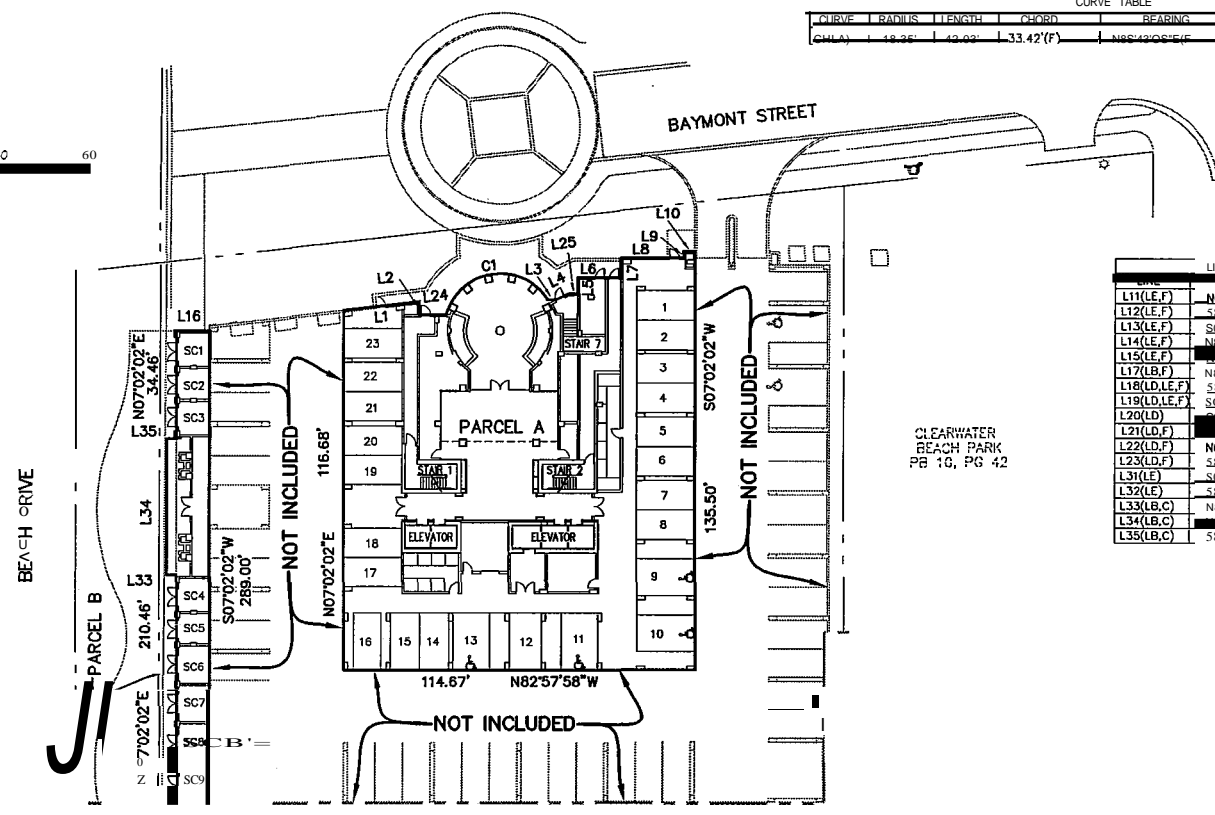 CURVE TABLE
CURVE RADIUS LENGTH CHORD BEARING
33.42'(F)
60
BAYMONT STREET
L10
L9
L8
L25
L7
L6
L5
L4
L3
C1
L2
L24
L1
L16
N07°02'02"E
34.46'
SC1
SC2
SC3
L35
L34
L33
BEACH
PARCEL B
210.46'
SC4
SC5
SC6
SC7
SC9
Z
S07°02'02"W
289.00'
NOT INCLUDED
116.68'
N07°02'02"E
23
22
21
20
19
18
17
16
15
14
13
12
11
PARCEL A
STAIR 7
STAIR 1
STAIR 2
ELEVATOR
ELEVATOR
1
2
3
4
5
6
7
8
9
10
S07°02'02"W
135.50'
NOT INCLUDED
114.67' N82°57'58"W
NOT INCLUDED
CLEARWATER
BEACH PARK
PB 10, PG 42
L11(LE,F)
L12(LE,F)
L13(LE,F)
L14(LE,F)
L15(LE,F)
L17(LB,F)
L18(LD,LE,F)
L19(LD,LE,F)
L20(LD)
L21(LD,F)
L22(LD,F)
L23(LD,F)
L31(LE)
L32(LE)
L33(LB,C)
L34(LB,C)
L35(LB,C)